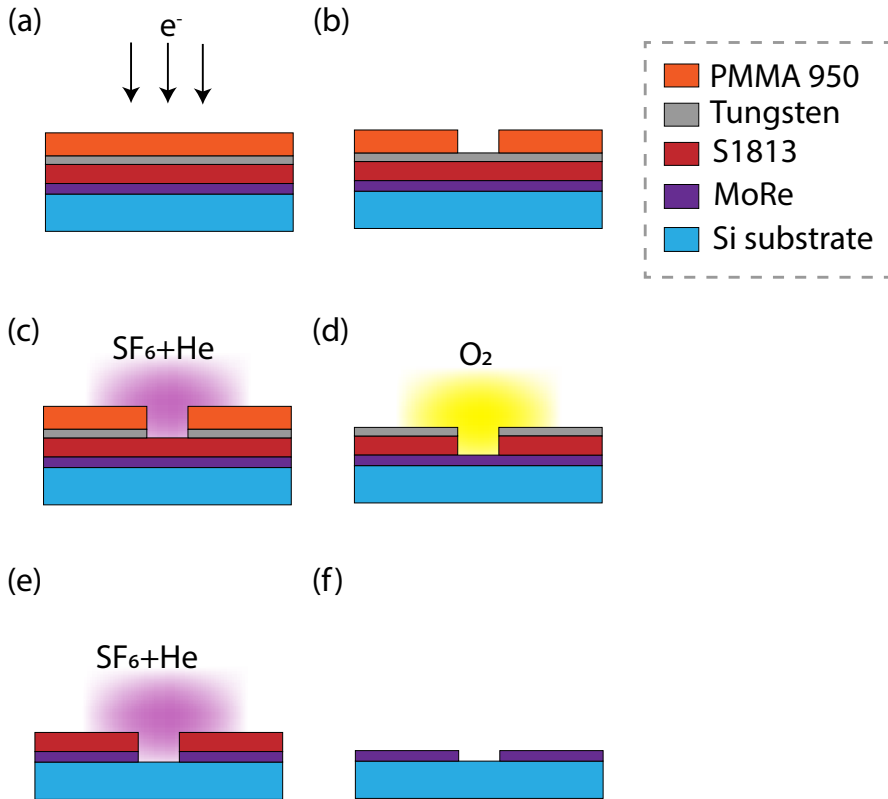 (a)
e⁻
(b)
PMMA 950
Tungsten
S1813
MoRe
Si substrate
(c)
SF₆+He
(d)
O₂
(e)
SF₆+He
(f)